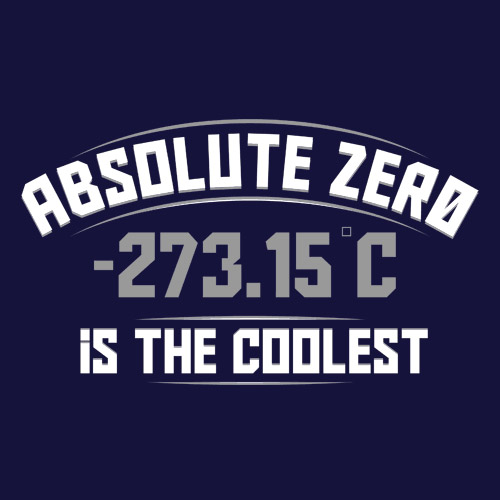 ABSOLUTE ZERO
-273.15°C
iS THE COOLEST